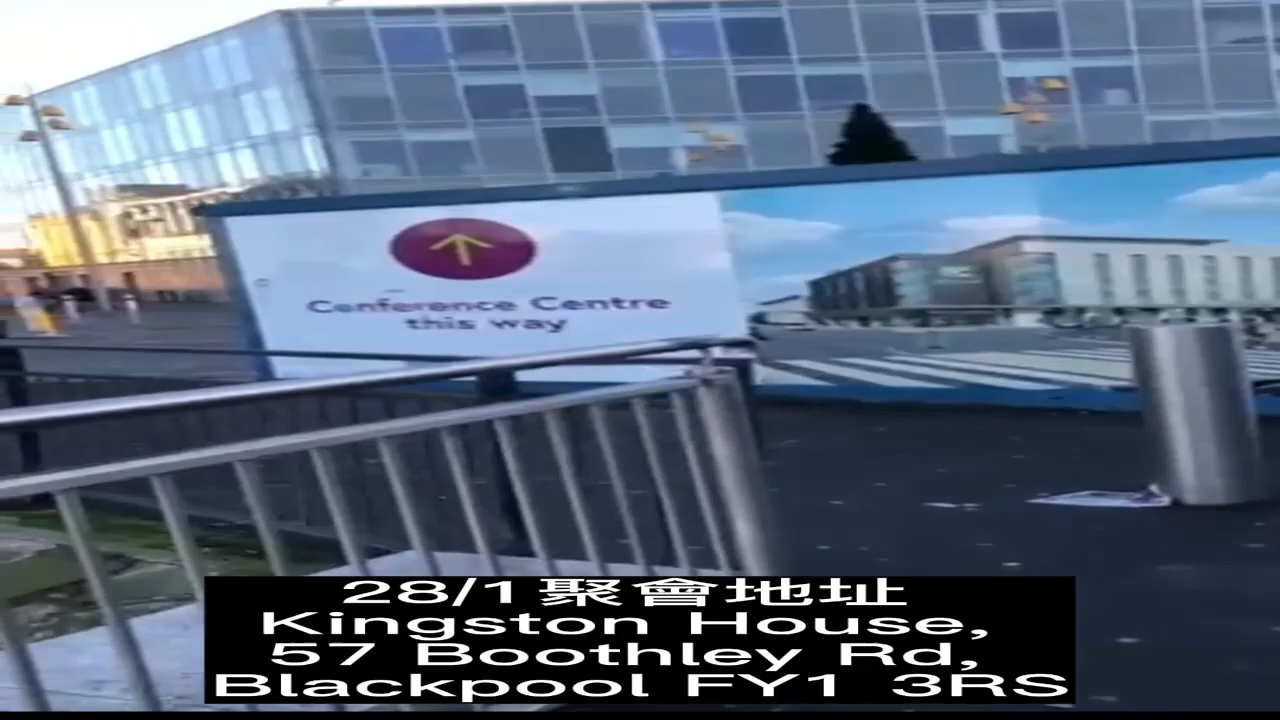 Conference Centre
this way
28/1聚會地址
Kingston House,
57 Boothley Rd,
Blackpool FY1 3RS